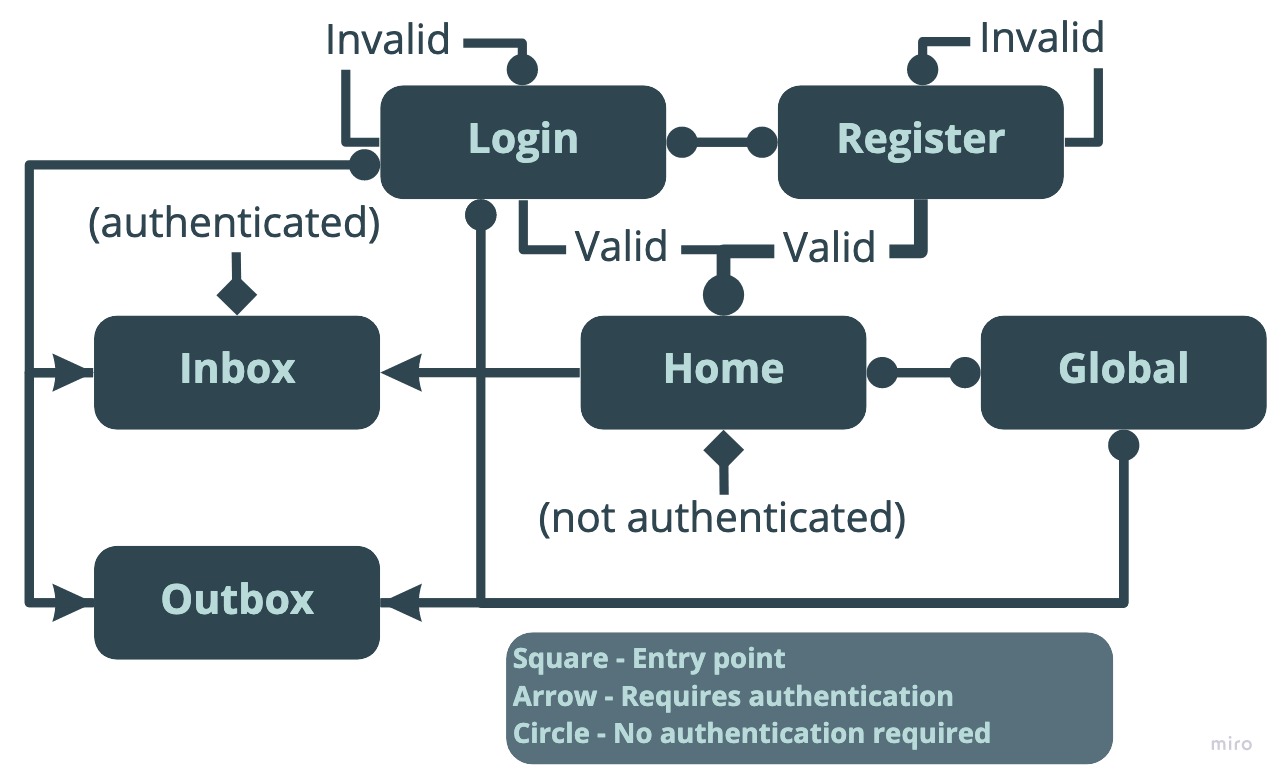 Invalid
Invalid
Login
Register
(authenticated)
Valid
Valid
Inbox
Home
Global
(not authenticated)
Outbox
Square - Entry point
Arrow - Requires authentication
Circle - No authentication required
miro